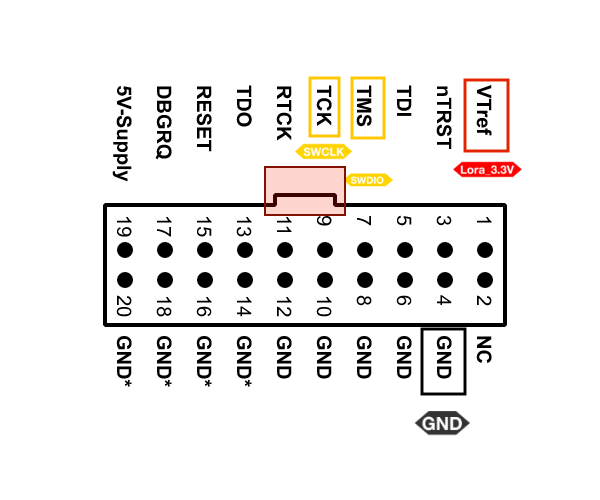 5V-Supply
DBGRQ
RESET
TDO
RTCK
TCK
TMS
TDI
nTRST
VTref
SWCLK
SWDIO
Lora_3.3V
19
17
15
13
11
9
7
5
3
1
20
18
16
14
12
10
8
6
4
2
GND*
GND*
GND*
GND*
GND
GND
GND
GND
GND
NC
GND